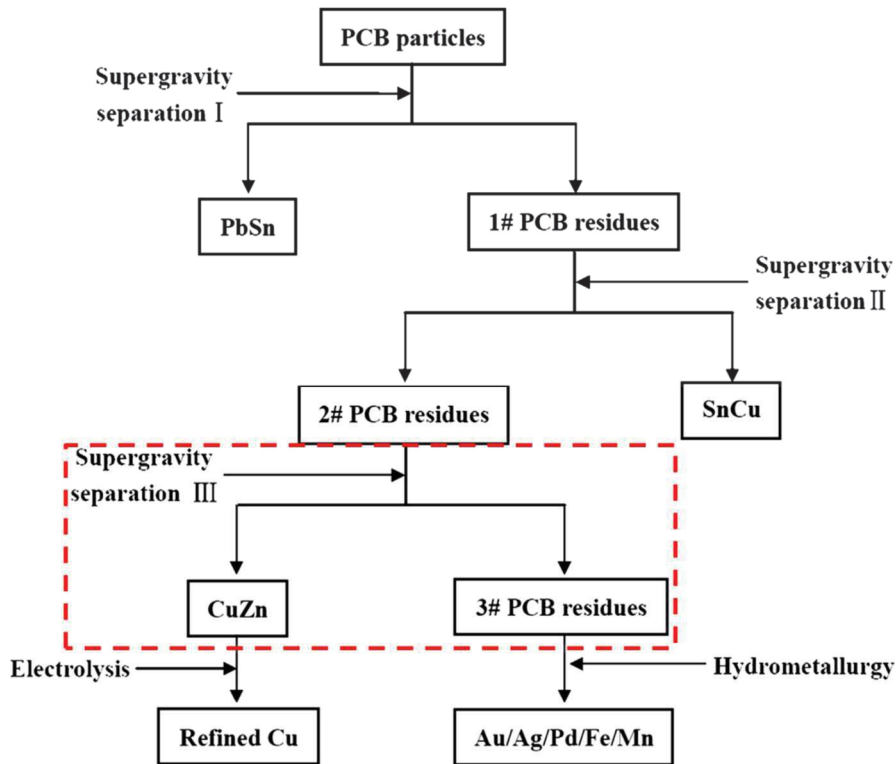 PCB particles
Supergravity
separation Ⅰ
PbSn
1# PCB residues
Supergravity
separation Ⅱ
2# PCB residues
SnCu
Supergravity
separation Ⅲ
CuZn
3# PCB residues
Electrolysis
Hydrometallurgy
Refined Cu
Au/Ag/Pd/Fe/Mn